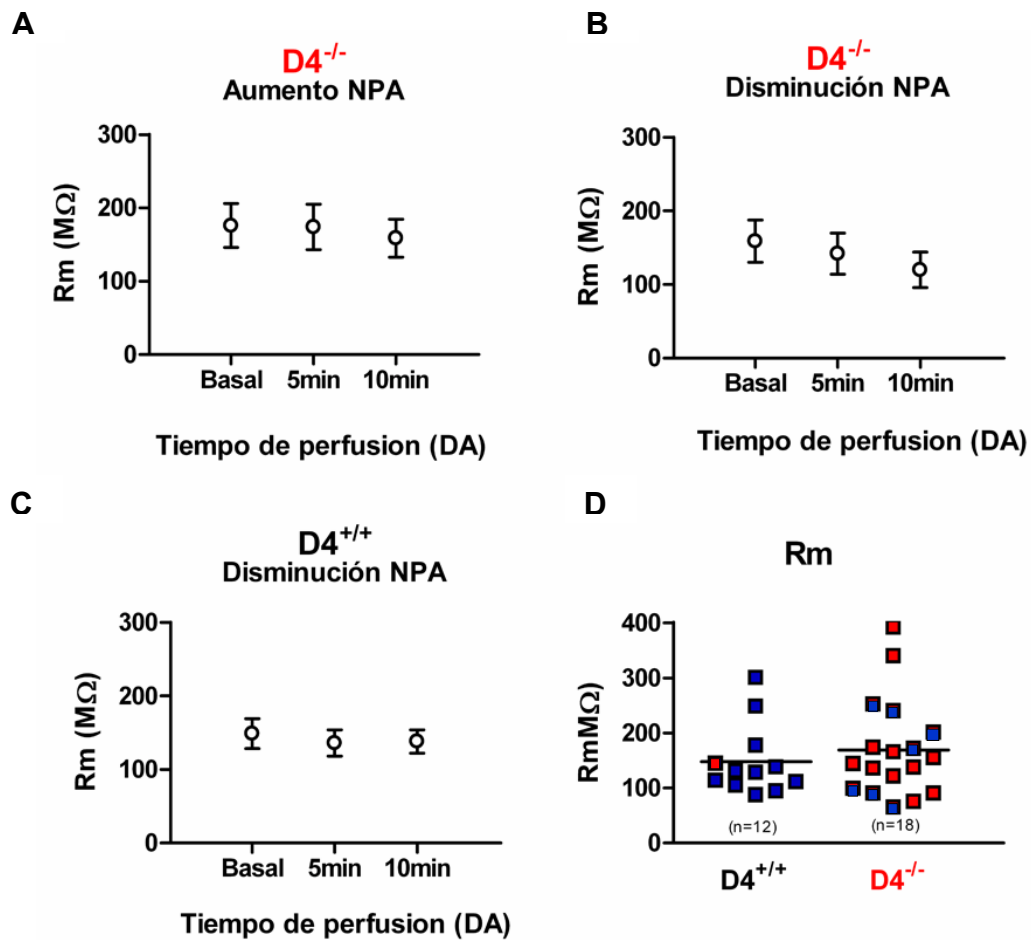 A
D4-/-
Aumento NPA
300
200
100
0
Rm (MΩ)
Basal 5min 10min
Tiempo de perfusion (DA)
B
D4-/-
Disminución NPA
300
200
100
0
Rm (MΩ)
Basal 5min 10min
Tiempo de perfusion (DA)
C
D4+/+
Disminución NPA
300
200
100
0
Rm (MΩ)
Basal 5min 10min
Tiempo de perfusion (DA)
D
Rm
400
300
200
100
0
RmMΩ
(n=12) (n=18)
D4+/+ D4-/-